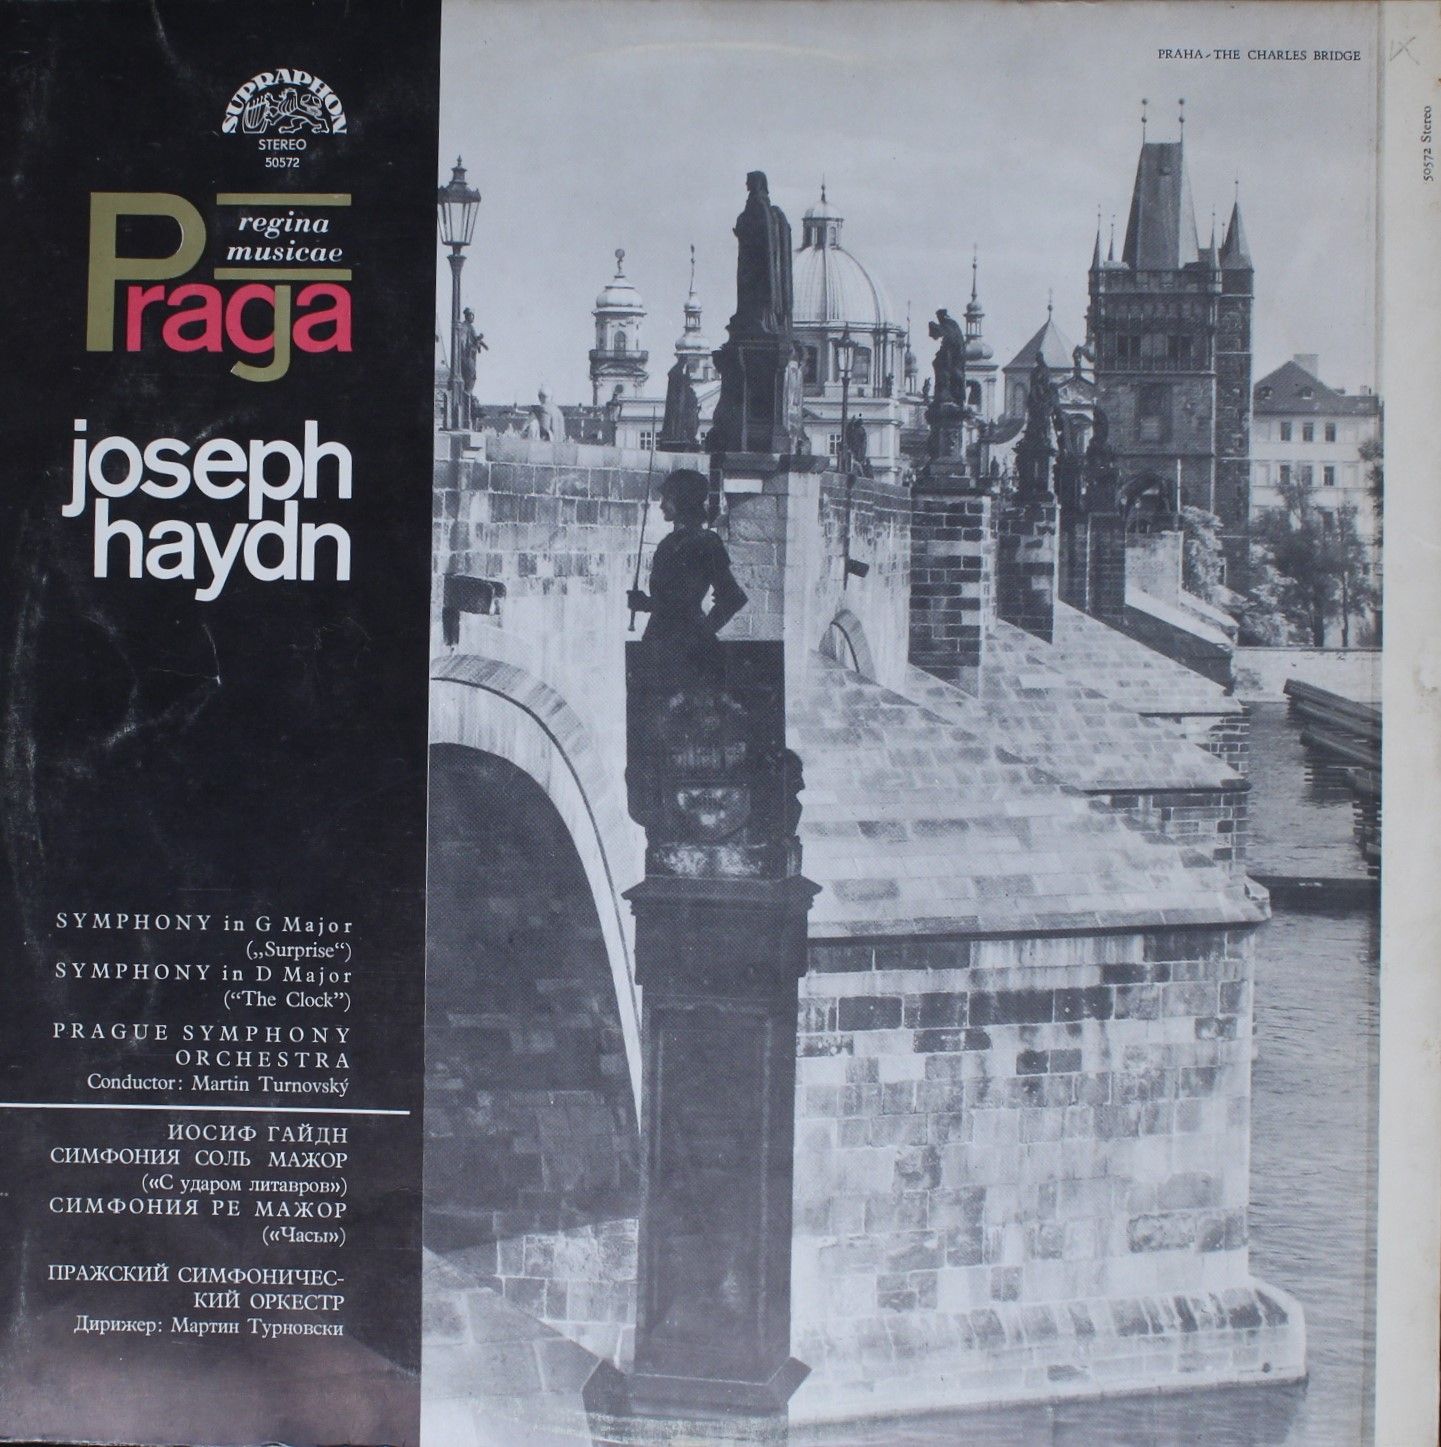 SUPRAPHON
STEREO
50572
Praga
regina
musicae
joseph
haydn
SYMPHONY in G Major
(„Surprise“)
SYMPHONY in D Major
(“The Clock”)
PRAGUE SYMPHONY
ORCHESTRA
Conductor: Martin Turnovský
ИОСИФ ГАЙДН
СИМФОНИЯ СОЛЬ МАЖОР
(«С ударом литавров»)
СИМФОНИЯ РЕ МАЖОР
(«Часы»)
ПРАЖСКИЙ СИМФОНИЧЕС-
КИЙ ОРКЕСТР
Дирижер: Мартин Турновски
PRAHA - THE CHARLES BRIDGE
IX
50572 Stereo